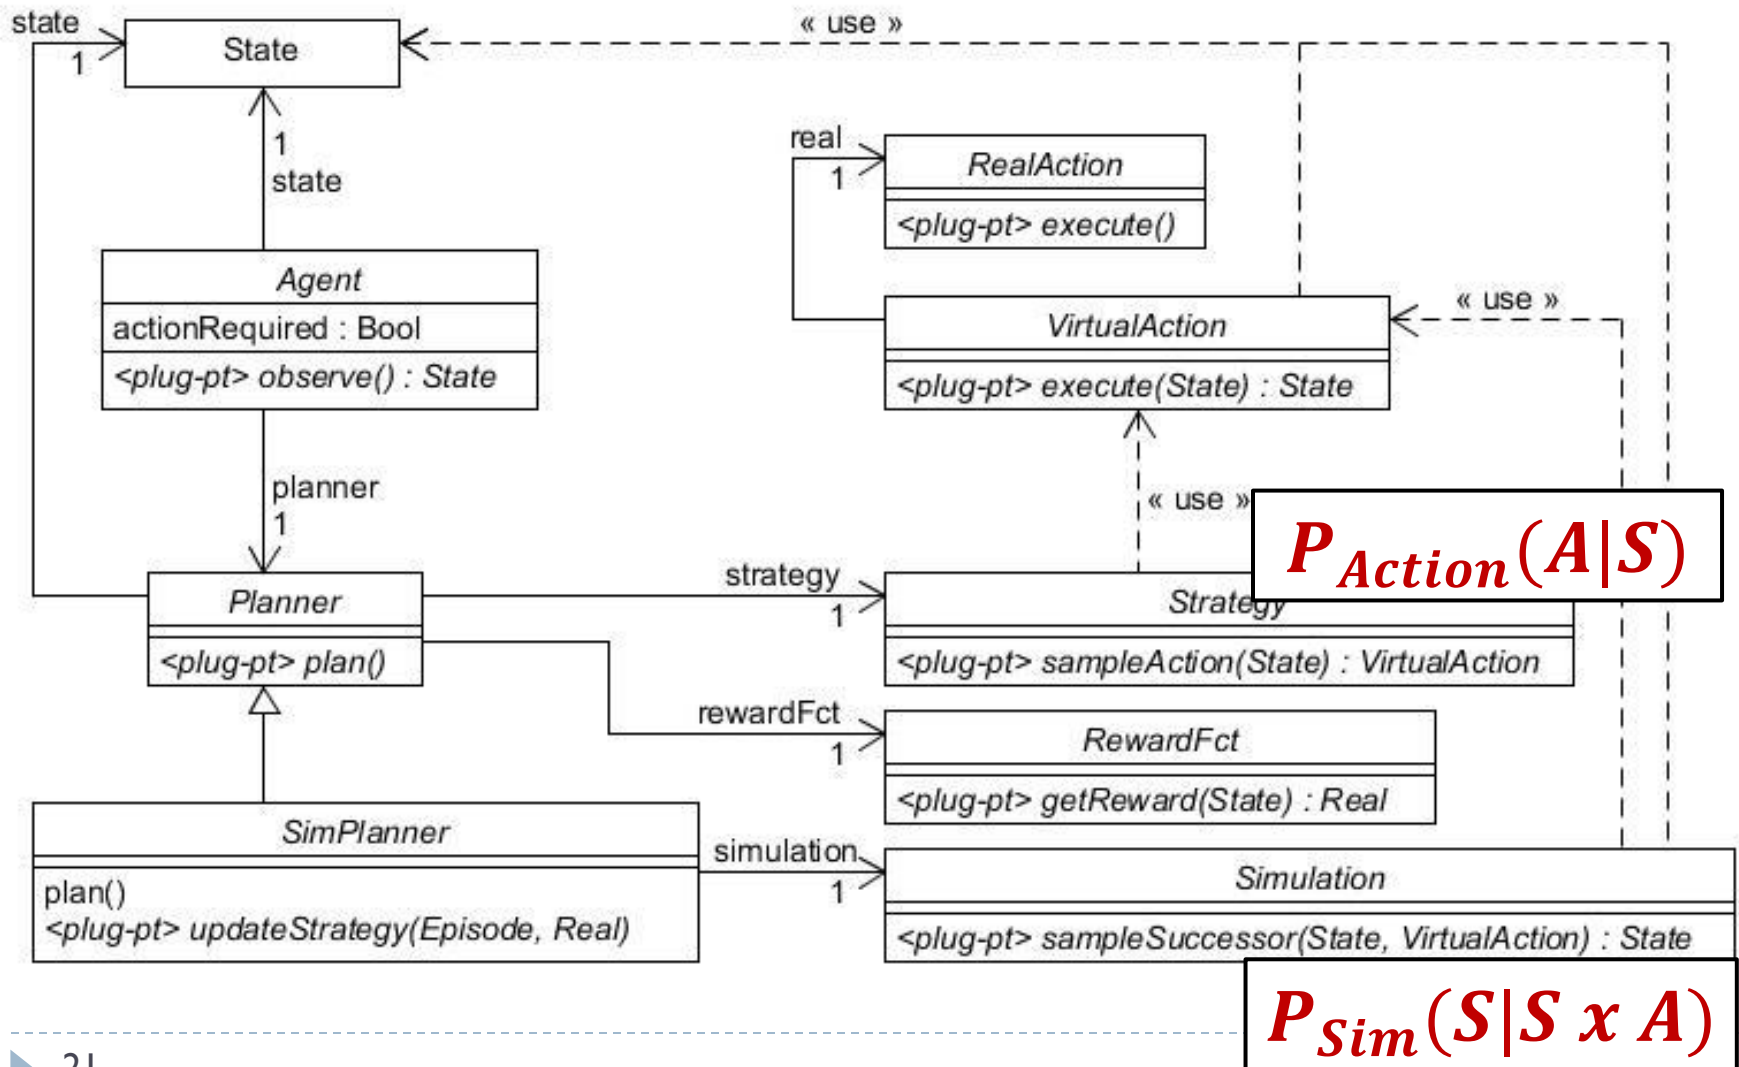 state
1
State
« use »
1
state
real
1
RealAction
<plug-pt> execute()
Agent
actionRequired : Bool
<plug-pt> observe() : State
VirtualAction
<plug-pt> execute(State) : State
« use »
planner
1
« use »
P_Action(A|S)
Planner
<plug-pt> plan()
strategy
1
Strategy
<plug-pt> sampleAction(State) : VirtualAction
rewardFct
1
RewardFct
<plug-pt> getReward(State) : Real
SimPlanner
plan()
<plug-pt> updateStrategy(Episode, Real)
simulation
1
Simulation
<plug-pt> sampleSuccessor(State, VirtualAction) : State
P_Sim(S|S x A)
21